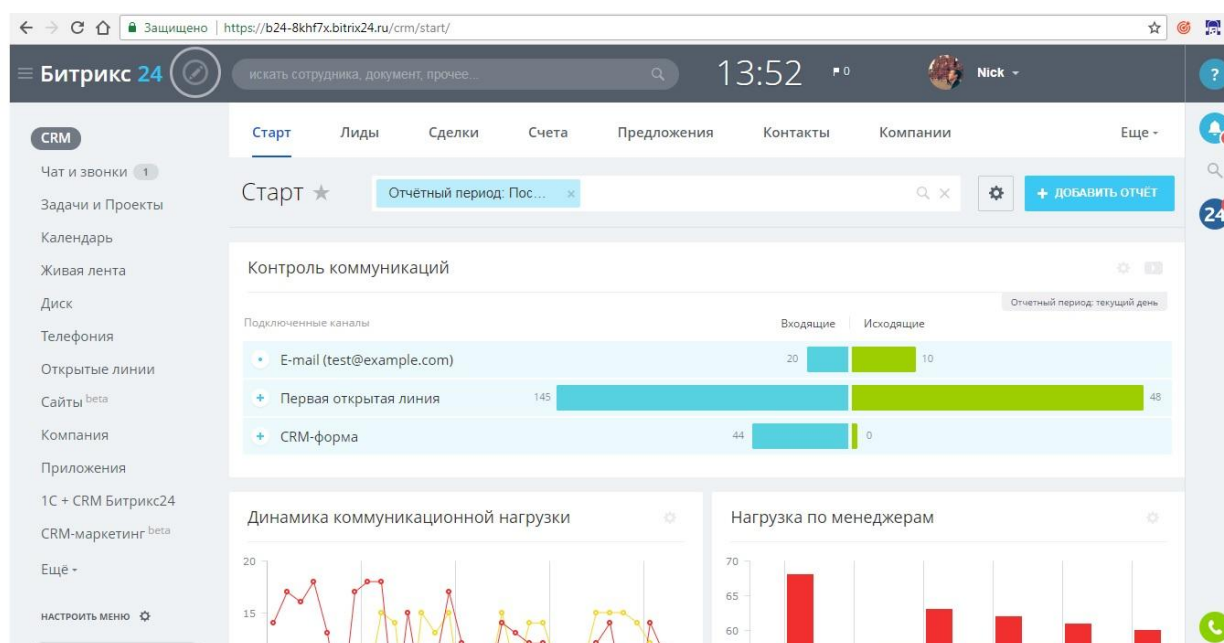 Защищено | https://b24-8khf7x.bitrix24.ru/crm/start/
Битрикс 24
искать сотрудника, документ, прочее...
13:52
0
Nick
?
CRM
Чат и звонки 1
Задачи и Проекты
Календарь
Живая лента
Диск
Телефония
Открытые линии
Сайты beta
Компания
Приложения
1С + CRM Битрикс24
CRM-маркетинг beta
Ещё
НАСТРОИТЬ МЕНЮ
Старт Лиды Сделки Счета Предложения Контакты Компании Еще
Старт
Отчётный период: Пос... ×
+ ДОБАВИТЬ ОТЧЁТ
24
Контроль коммуникаций
Отчетный период: текущий день
Подключенные каналы Входящие Исходящие
E-mail (test@example.com) 20 10
Первая открытая линия 145 48
CRM-форма 44 0
Динамика коммуникационной нагрузки
20
15
Нагрузка по менеджерам
70
65
60